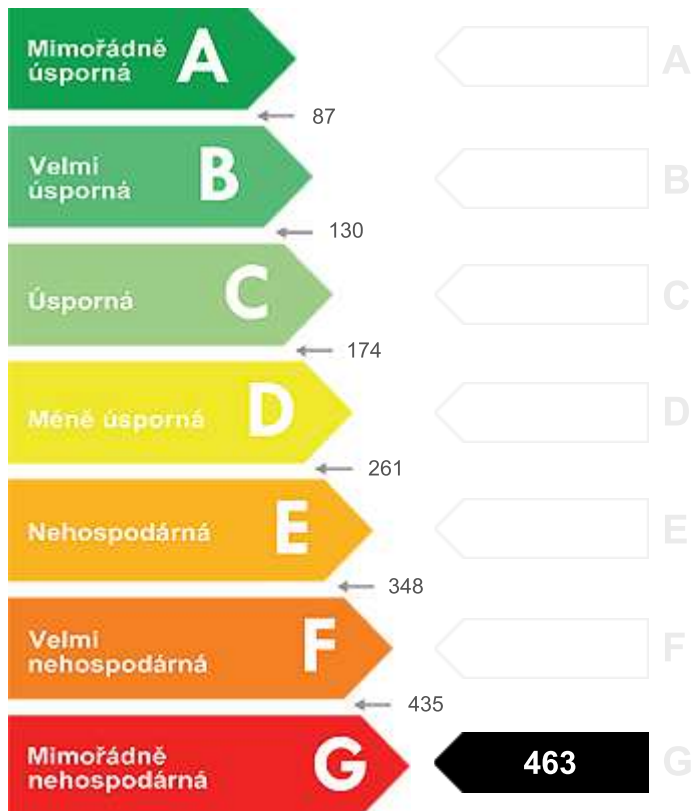 Mimořádně
úsporná
A
A
87
Velmi
úsporná
B
B
130
Úsporná
C
C
174
Méně úsporná
D
D
261
Nehospodárná
E
E
348
Velmi
nehospodárná
F
F
435
Mimořádně
nehospodárná
G
463
G